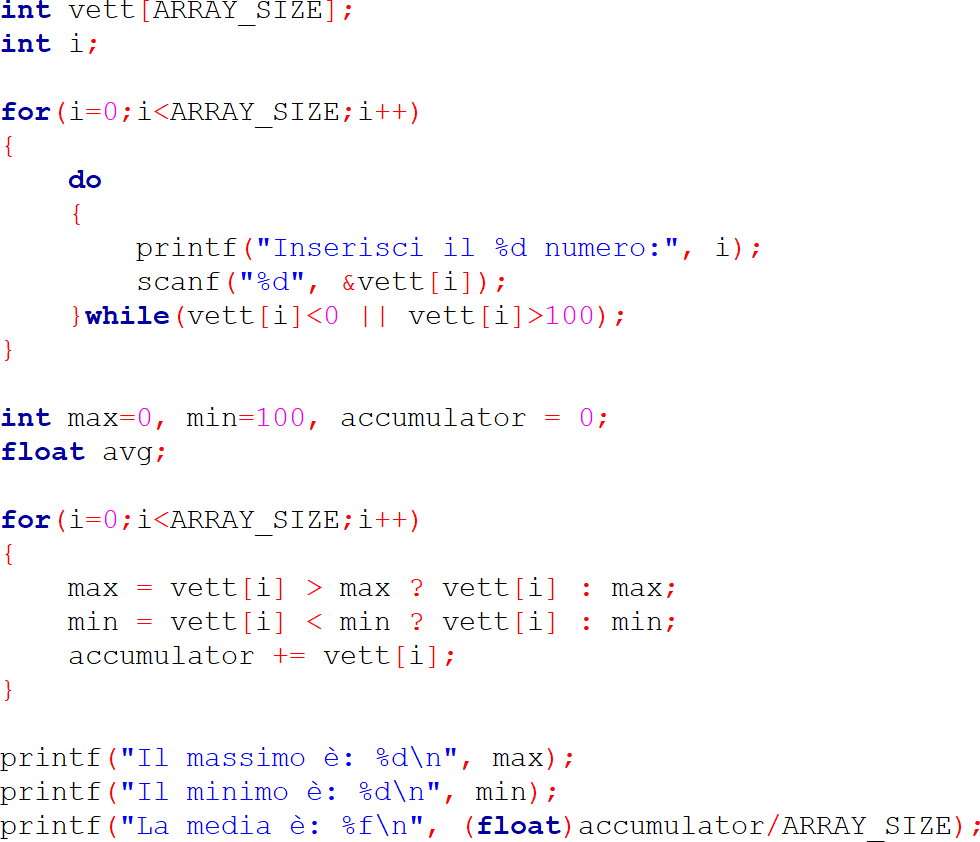 int vett[ARRAY_SIZE];
int i;

for(i=0;i<ARRAY_SIZE;i++)
{
    do
    {
        printf("Inserisci il %d numero:", i);
        scanf("%d", &vett[i]);
    }while(vett[i]<0 || vett[i]>100);
}

int max=0, min=100, accumulator = 0;
float avg;

for(i=0;i<ARRAY_SIZE;i++)
{
    max = vett[i] > max ? vett[i] : max;
    min = vett[i] < min ? vett[i] : min;
    accumulator += vett[i];
}

printf("Il massimo è: %d\n", max);
printf("Il minimo è: %d\n", min);
printf("La media è: %f\n", (float)accumulator/ARRAY_SIZE);